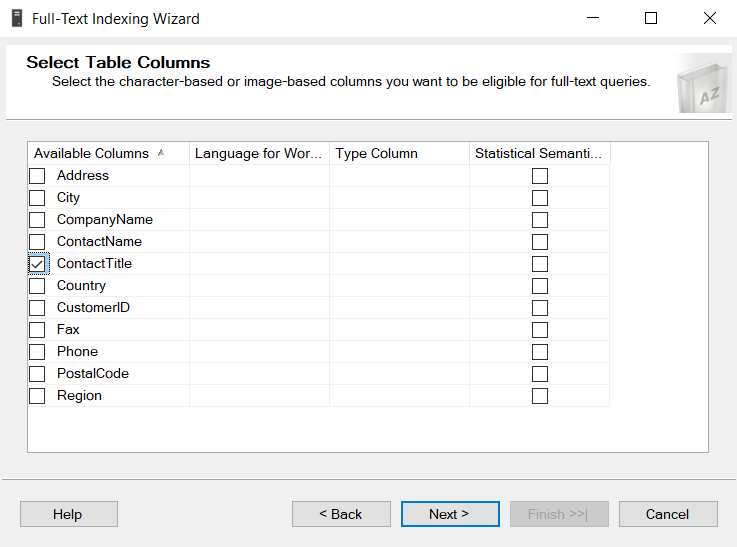 Full-Text Indexing Wizard
Select Table Columns
Select the character-based or image-based columns you want to be eligible for full-text queries.
AZ
Available Columns Language for Wor... Type Column Statistical Semanti...
Address
City
CompanyName
ContactName
ContactTitle
Country
CustomerID
Fax
Phone
PostalCode
Region
Help < Back Next > Finish >>| Cancel